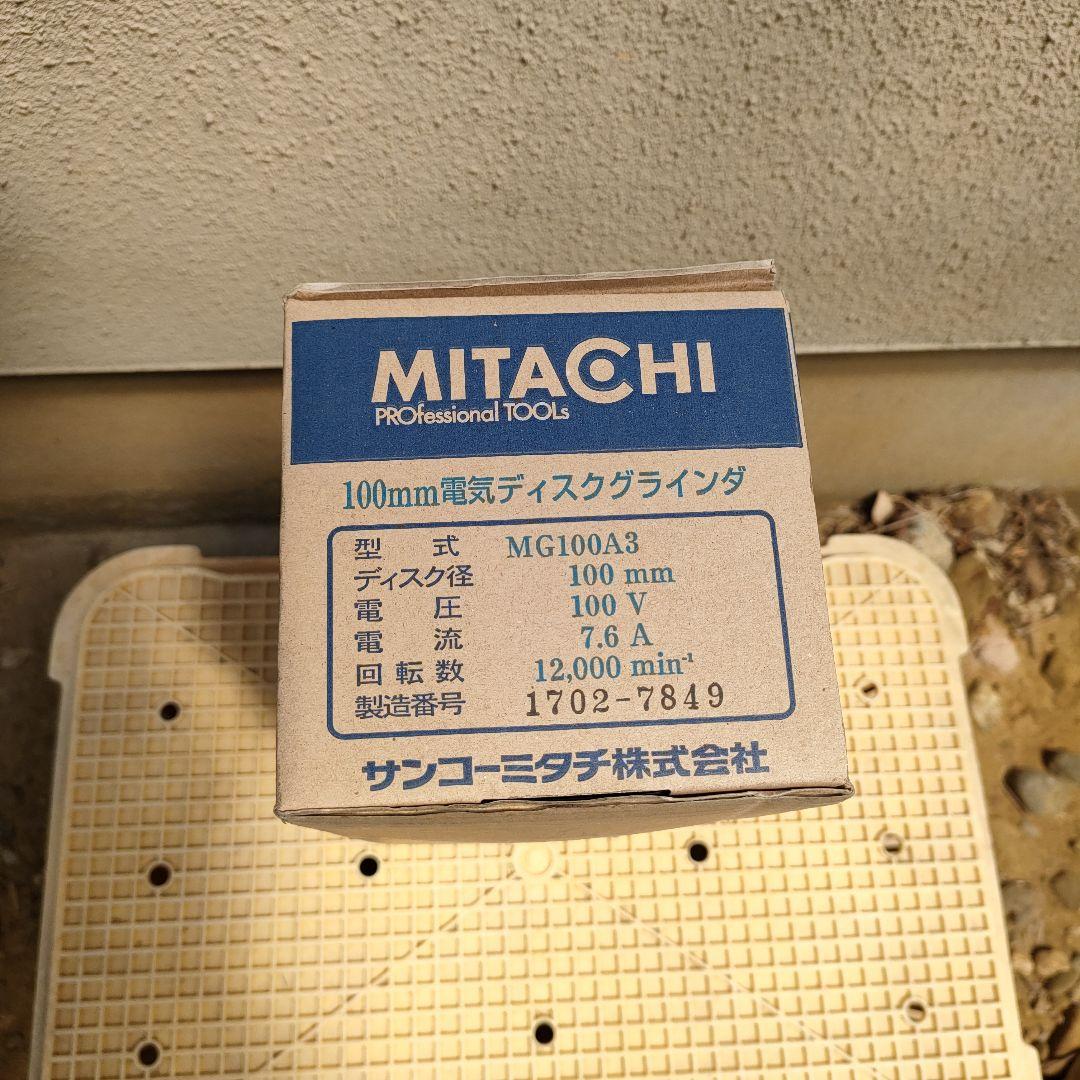 MITACHI
PROfessional TOOLs
100mm電気ディスクグラインダ
型 式 MG100A3
ディスク径 100 mm
電 圧 100 V
電 流 7.6 A
回転数 12,000 min⁻¹
製造番号 1702-7849
サンコーミタチ株式会社